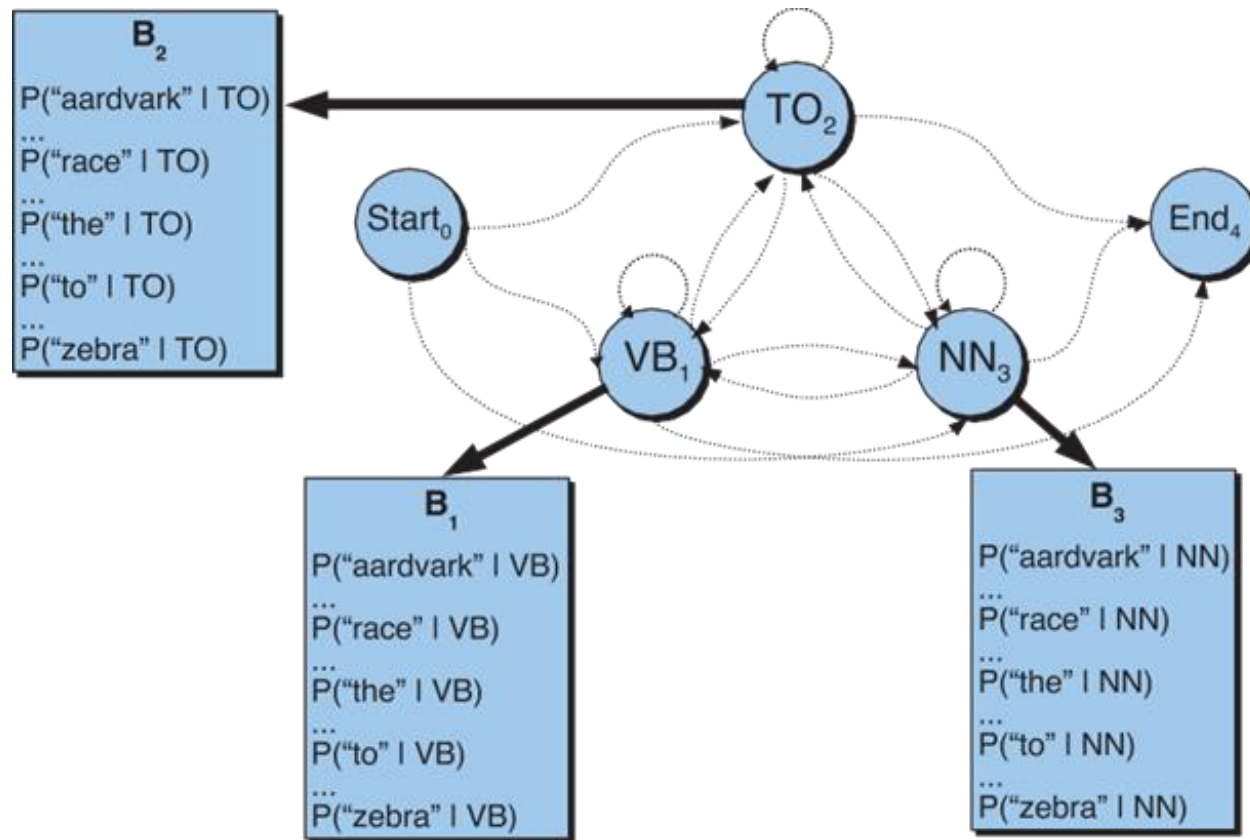 B₂
P(“aardvark” | TO)
...
P(“race” | TO)
...
P(“the” | TO)
...
P(“to” | TO)
...
P(“zebra” | TO)
TO₂
Start₀
End₄
VB₁
NN₃
B₁
P(“aardvark” | VB)
...
P(“race” | VB)
...
P(“the” | VB)
...
P(“to” | VB)
...
P(“zebra” | VB)
B₃
P(“aardvark” | NN)
...
P(“race” | NN)
...
P(“the” | NN)
...
P(“to” | NN)
...
P(“zebra” | NN)